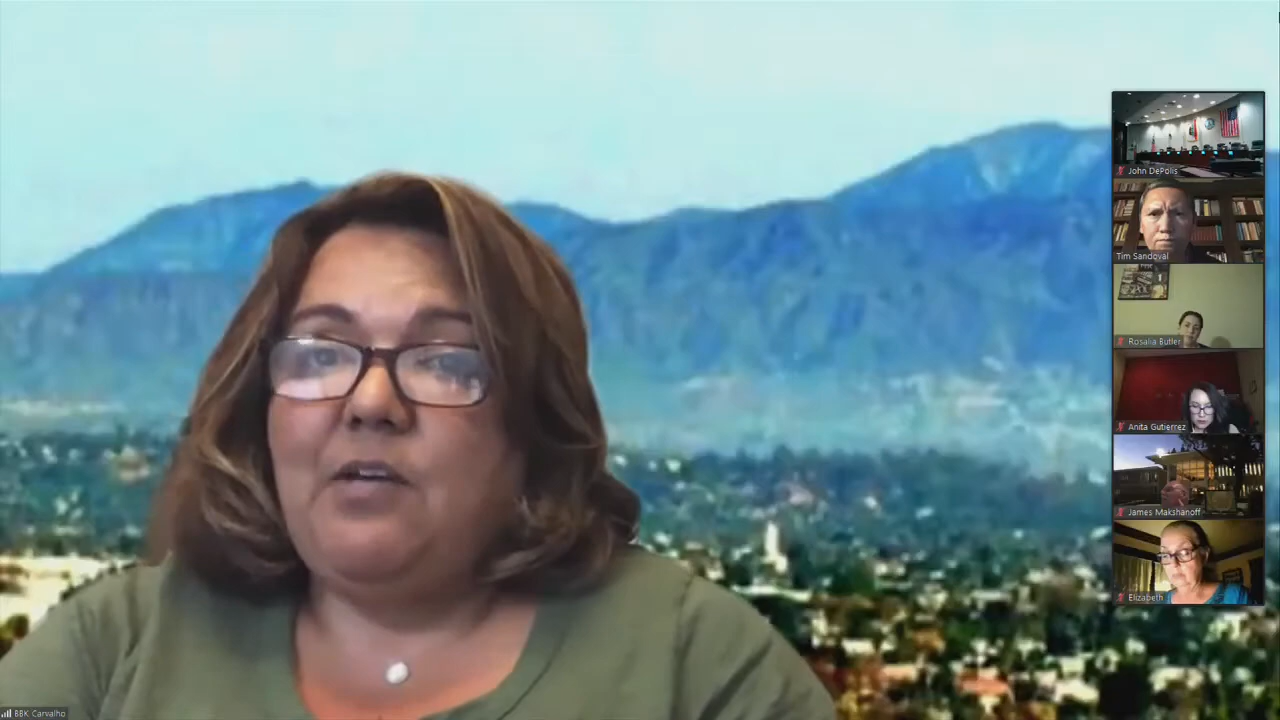 John DePolis
Tim Sandoval
Rosalia Butler
Anita Gutierrez
James Makshanoff
Elizabeth
BBK Carvalho